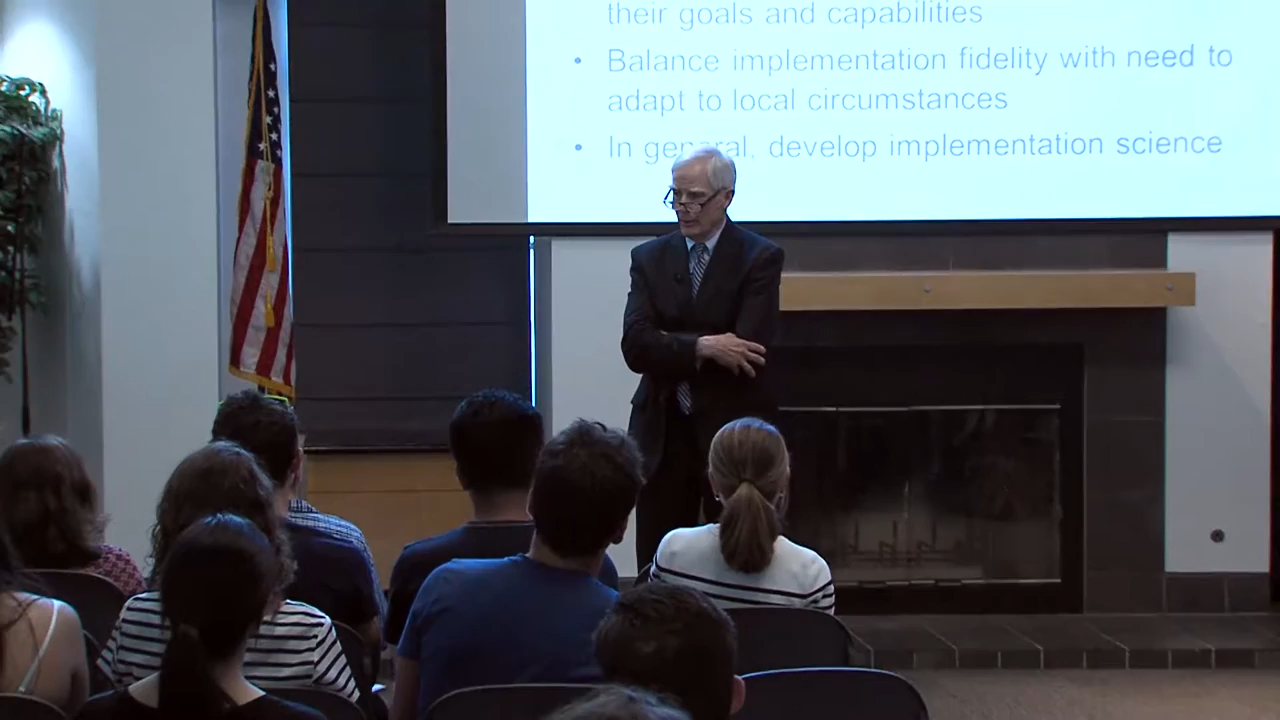 their goals and capabilities
• Balance implementation fidelity with need to
adapt to local circumstances
• In general, develop implementation science